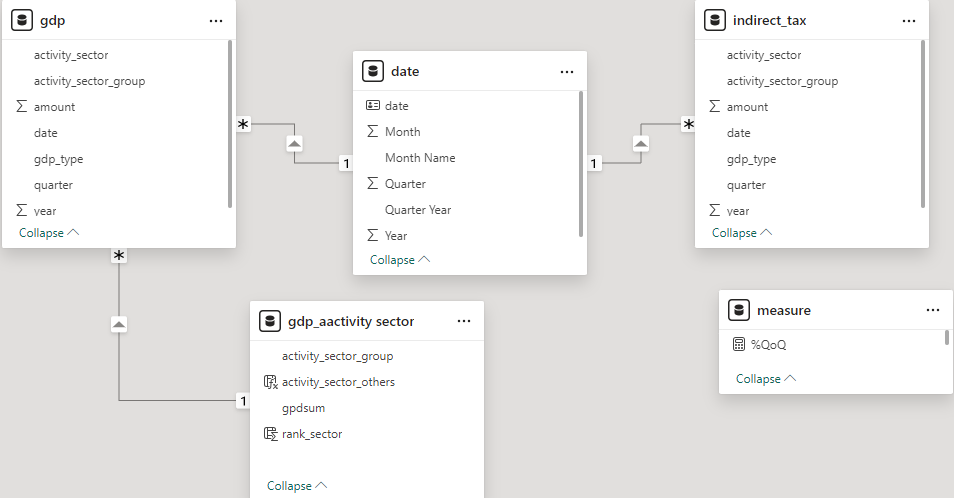 gdp
activity_sector
activity_sector_group
amount
date
gdp_type
quarter
year
Collapse
date
date
Month
Month Name
Quarter
Quarter Year
Year
Collapse
indirect_tax
activity_sector
activity_sector_group
amount
date
gdp_type
quarter
year
Collapse
*
1
1
*
*
1
gdp_aactivity sector
activity_sector_group
activity_sector_others
gpdsum
rank_sector
Collapse
measure
%QoQ
Collapse